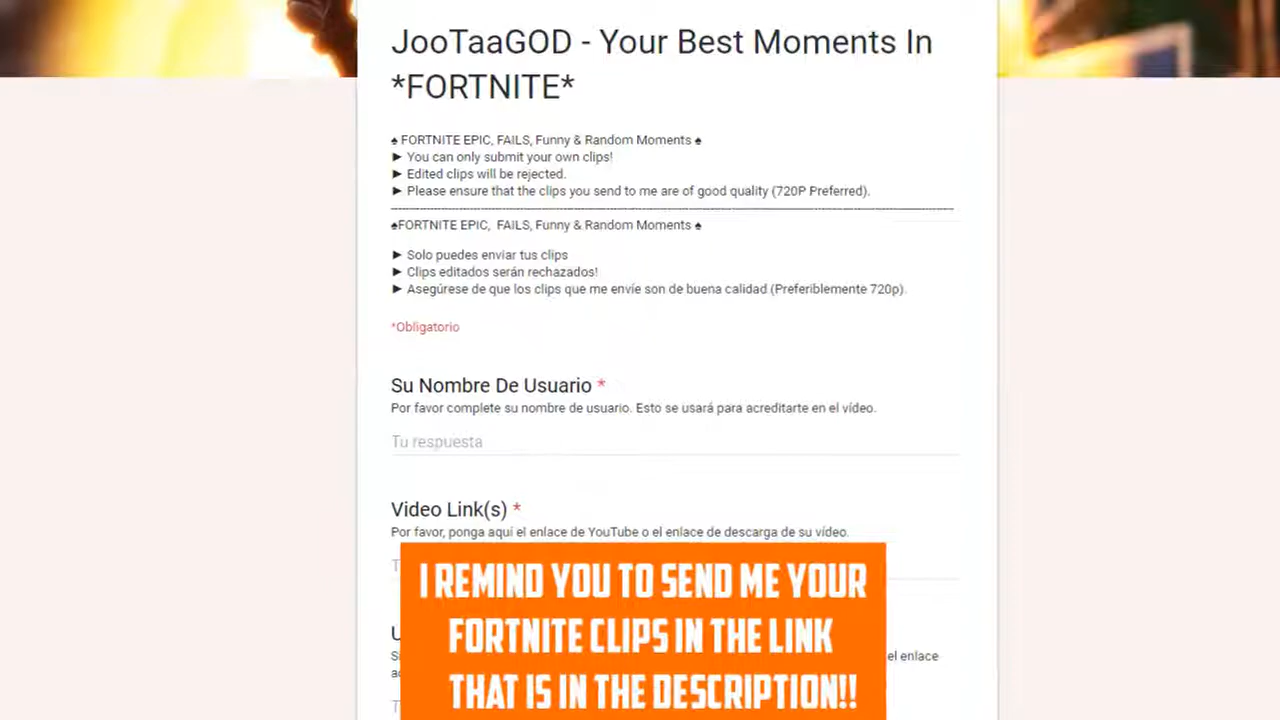 JooTaaGOD - Your Best Moments In
*FORTNITE*
♠ FORTNITE EPIC, FAILS, Funny & Random Moments ♠
► You can only submit your own clips!
► Edited clips will be rejected.
► Please ensure that the clips you send to me are of good quality (720P Preferred).
♠FORTNITE EPIC, FAILS, Funny & Random Moments ♠
► Solo puedes enviar tus clips
► Clips editados serán rechazados!
► Asegúrese de que los clips que me envíe son de buena calidad (Preferiblemente 720p).
*Obligatorio
Su Nombre De Usuario *
Por favor complete su nombre de usuario. Esto se usará para acreditarte en el vídeo.
Tu respuesta
Video Link(s) *
Por favor, ponga aquí el enlace de YouTube o el enlace de descarga de su vídeo.
I REMIND YOU TO SEND ME YOUR
FORTNITE CLIPS IN THE LINK
THAT IS IN THE DESCRIPTION!!
el enlace